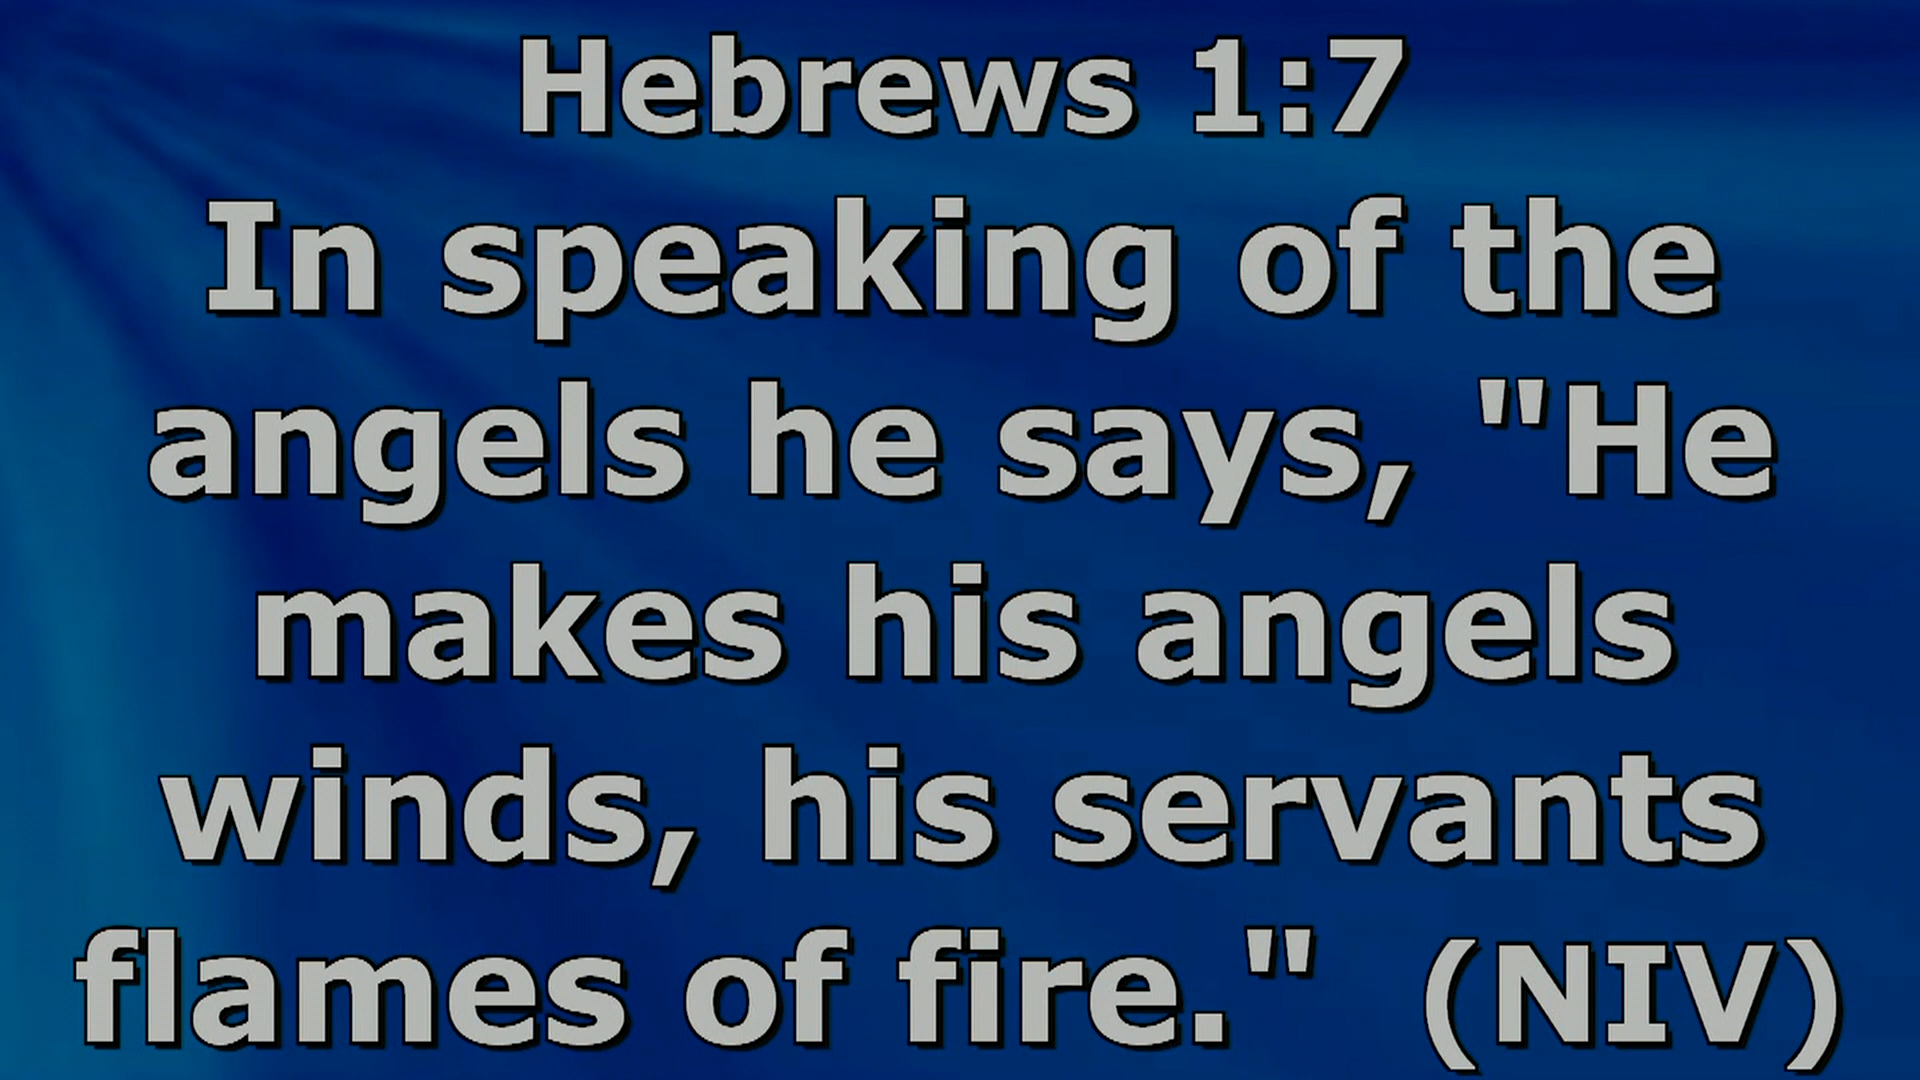 Hebrews 1:7
In speaking of the
angels he says, "He
makes his angels
winds, his servants
flames of fire." (NIV)